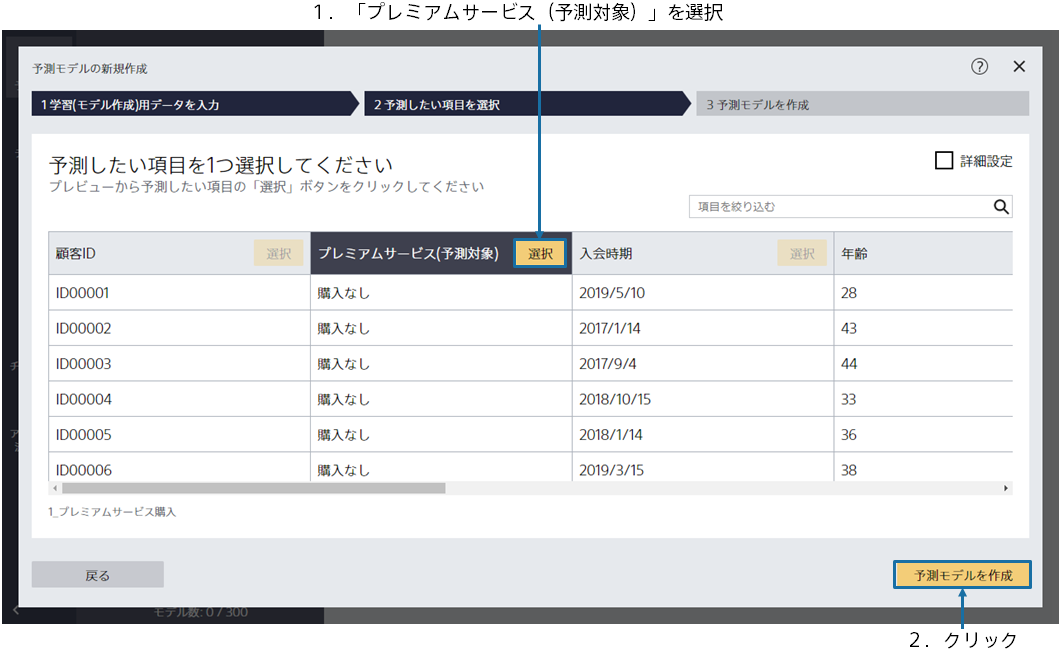 1．「プレミアムサービス（予測対象）」を選択
予測モデルの新規作成
?
1 学習(モデル作成)用データを入力
2 予測したい項目を選択
3 予測モデルを作成
予測したい項目を1つ選択してください
詳細設定
プレビューから予測したい項目の「選択」ボタンをクリックしてください
項目を絞り込む
顧客ID 選択 プレミアムサービス(予測対象) 選択 入会時期 選択 年齢
ID00001 購入なし 2019/5/10 28
ID00002 購入なし 2017/1/14 43
ID00003 購入なし 2017/9/4 44
ID00004 購入なし 2018/10/15 33
ID00005 購入なし 2018/1/14 36
ID00006 購入なし 2019/3/15 38
1_プレミアムサービス購入
戻る
予測モデルを作成
モデル数: 0 / 300
2．クリック